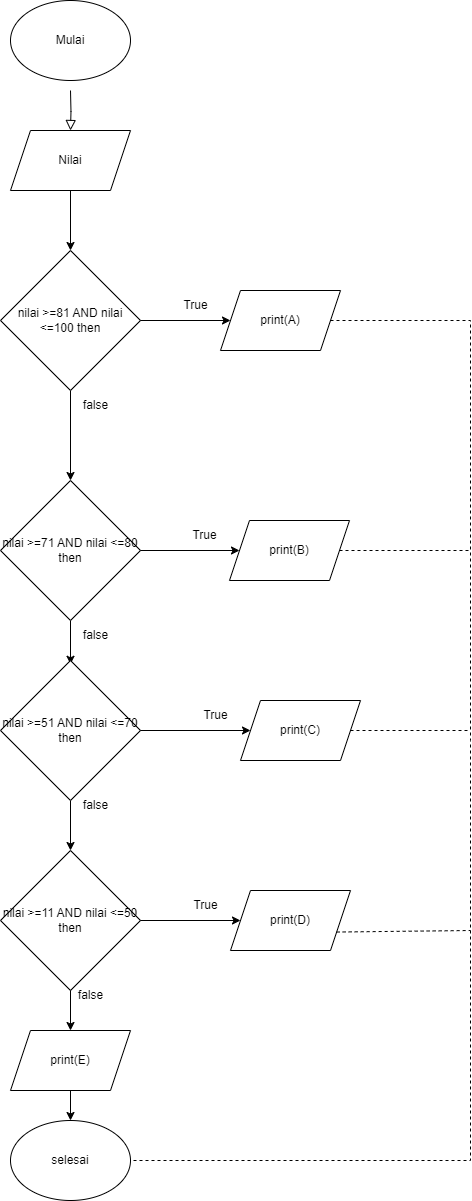 Mulai
Nilai
nilai >=81 AND nilai
<=100 then
True
print(A)
false
nilai >=71 AND nilai <=80
then
True
print(B)
false
nilai >=51 AND nilai <=70
then
True
print(C)
false
nilai >=11 AND nilai <=50
then
True
print(D)
false
print(E)
selesai